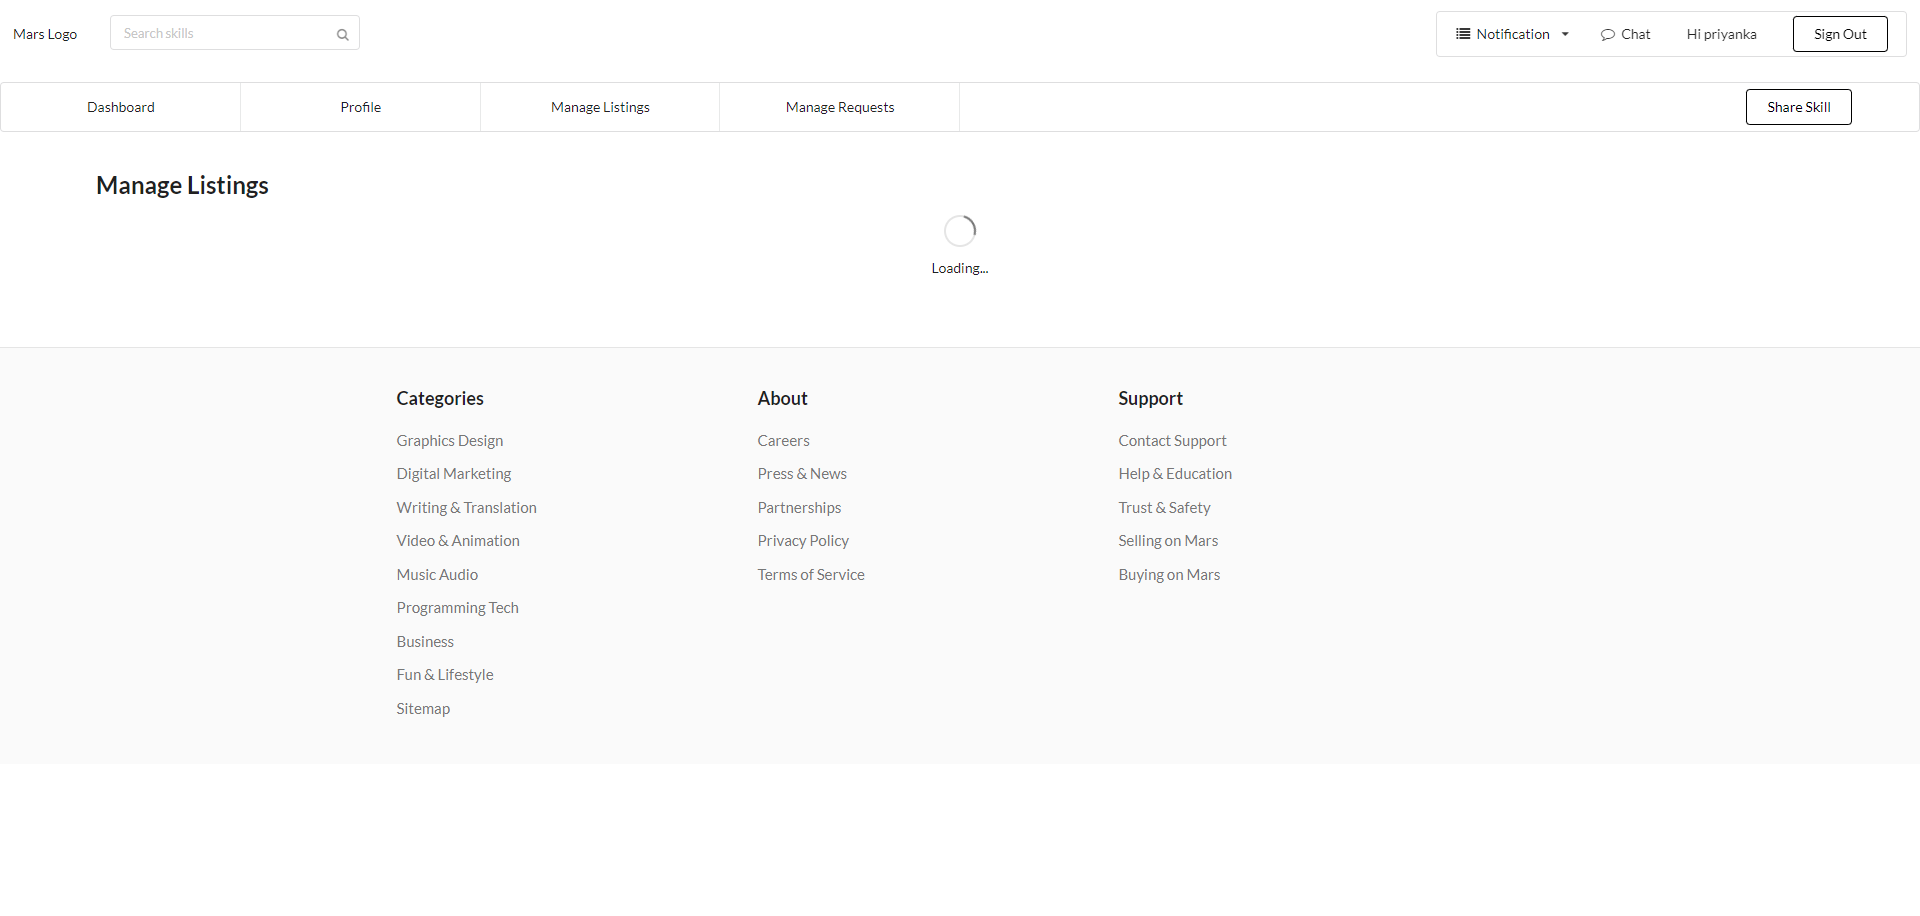 Mars Logo
Search skills
Notification
Chat
Hi priyanka
Sign Out
Dashboard
Profile
Manage Listings
Manage Requests
Share Skill
Manage Listings
Loading...
Categories
Graphics Design
Digital Marketing
Writing & Translation
Video & Animation
Music Audio
Programming Tech
Business
Fun & Lifestyle
Sitemap
About
Careers
Press & News
Partnerships
Privacy Policy
Terms of Service
Support
Contact Support
Help & Education
Trust & Safety
Selling on Mars
Buying on Mars